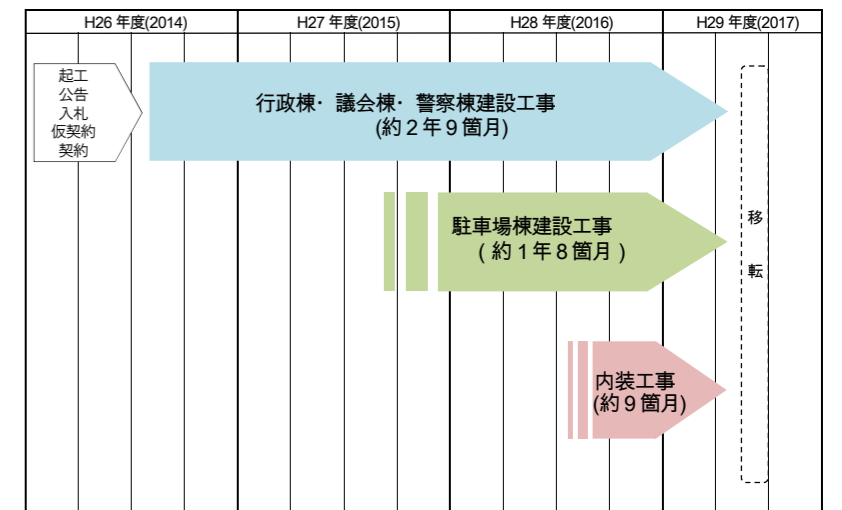 H26 年度(2014)
H27 年度(2015)
H28 年度(2016)
H29 年度(2017)
起工
公告
入札
仮契約
契約
行政棟・議会棟・警察棟建設工事
(約２年９箇月)
駐車場棟建設工事
(約１年８箇月)
内装工事
(約９箇月)
移
転